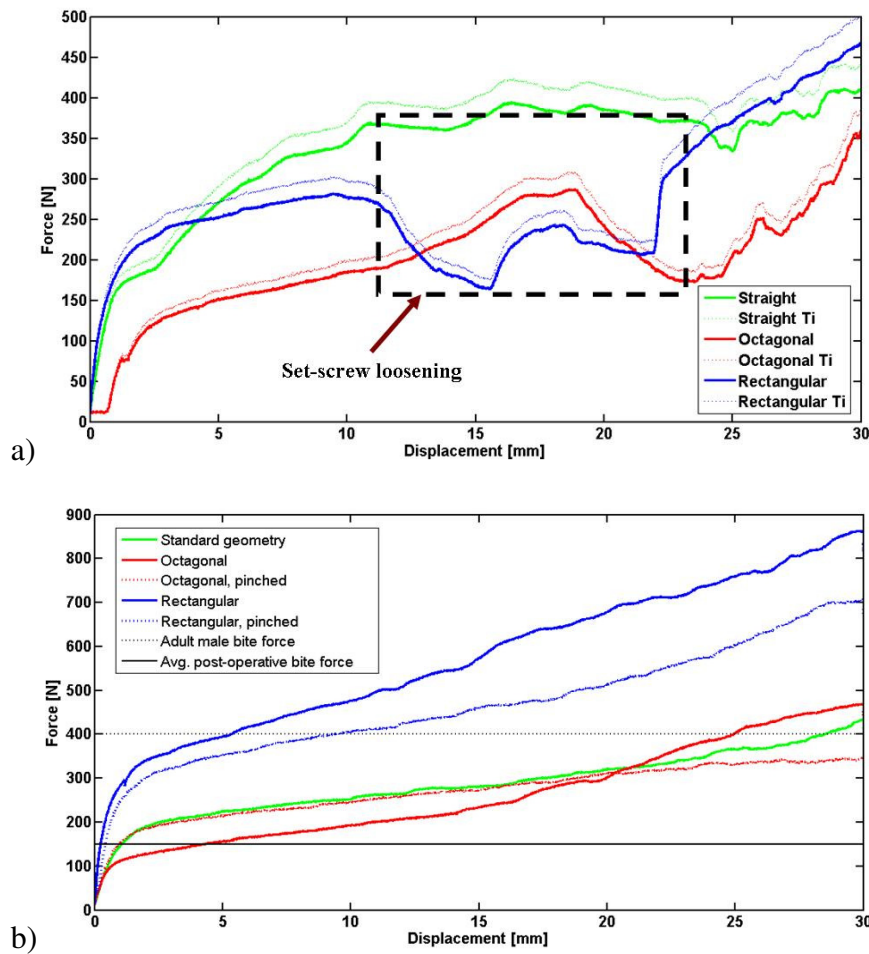 500
450
400
350
300
250
200
150
100
50
0
Force [N]
Set-screw loosening
Straight
Straight Ti
Octagonal
Octagonal Ti
Rectangular
Rectangular Ti
0 5 10 15 20 25 30
Displacement [mm]
a)
900
800
700
600
500
400
300
200
100
0
Force [N]
Standard geometry
Octagonal
Octagonal, pinched
Rectangular
Rectangular, pinched
Adult male bite force
Avg. post-operative bite force
0 5 10 15 20 25 30
Displacement [mm]
b)